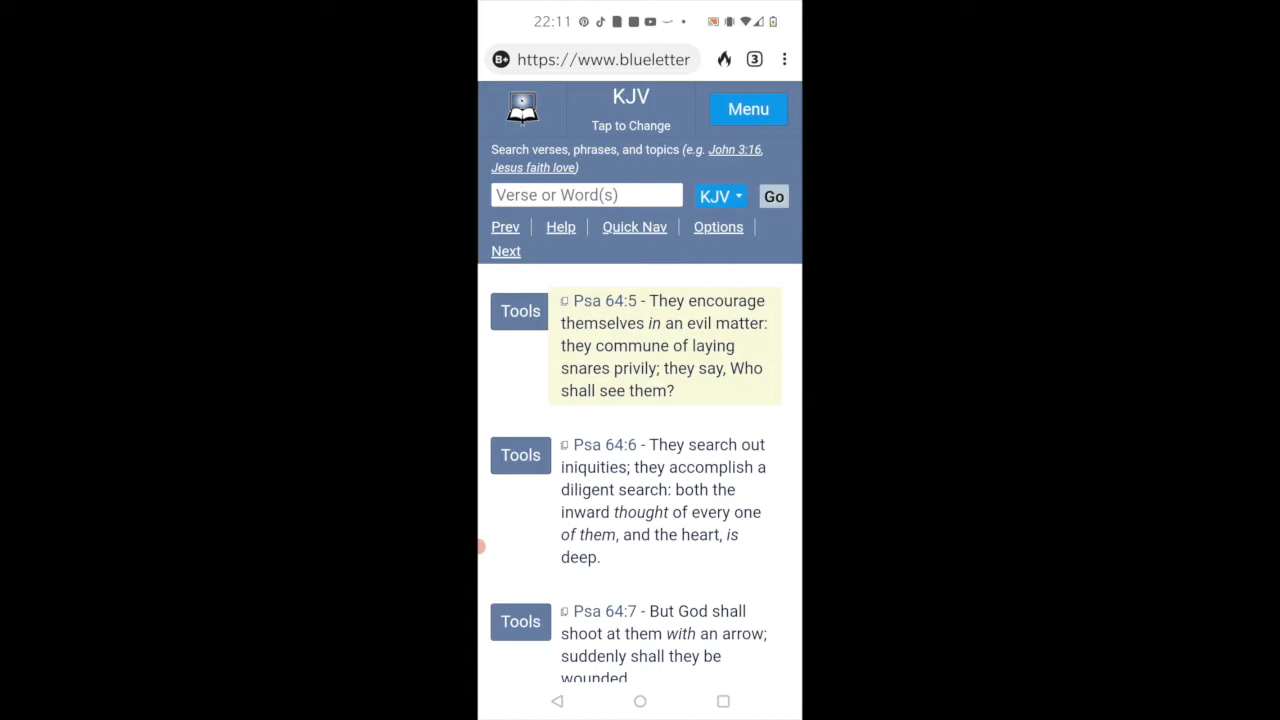 22:11
B+ https://www.blueletter 3
KJV
Tap to Change
Menu
Search verses, phrases, and topics (e.g. John 3:16,
Jesus faith love)
Verse or Word(s) KJV Go
Prev Help Quick Nav Options
Next
Tools
Psa 64:5 - They encourage
themselves in an evil matter:
they commune of laying
snares privily; they say, Who
shall see them?
Tools
Psa 64:6 - They search out
iniquities; they accomplish a
diligent search: both the
inward thought of every one
of them, and the heart, is
deep.
Tools
Psa 64:7 - But God shall
shoot at them with an arrow;
suddenly shall they be
wounded